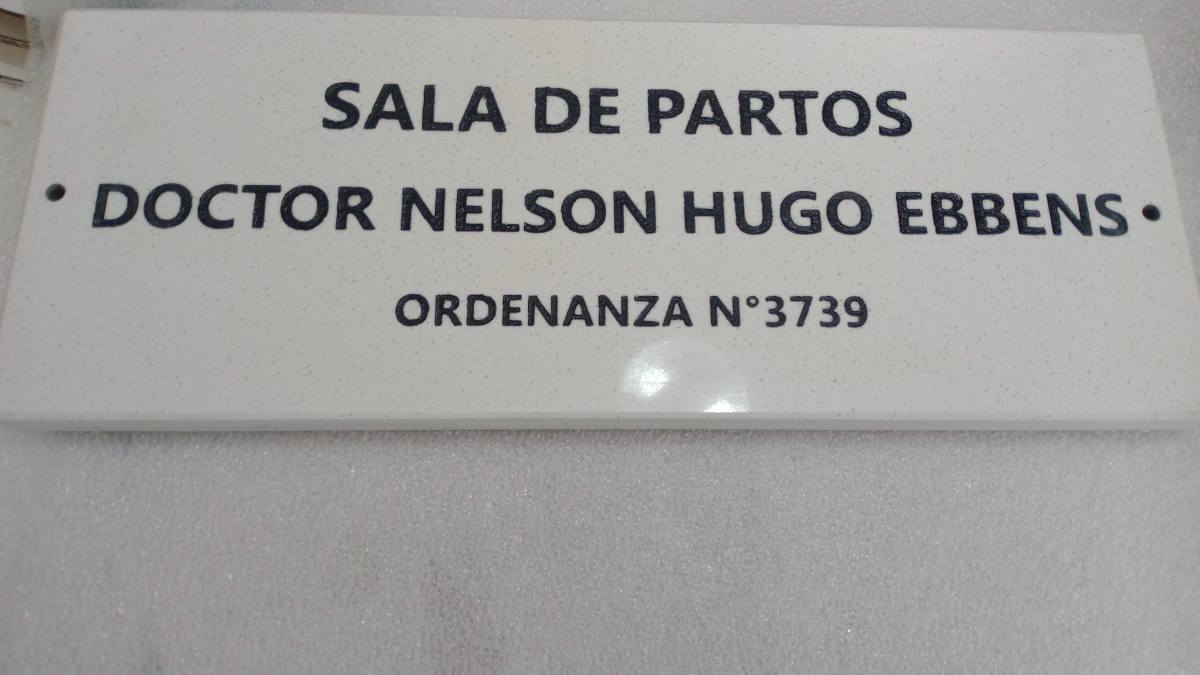 SALA DE PARTOS
DOCTOR NELSON HUGO EBBENS
ORDENANZA N°3739